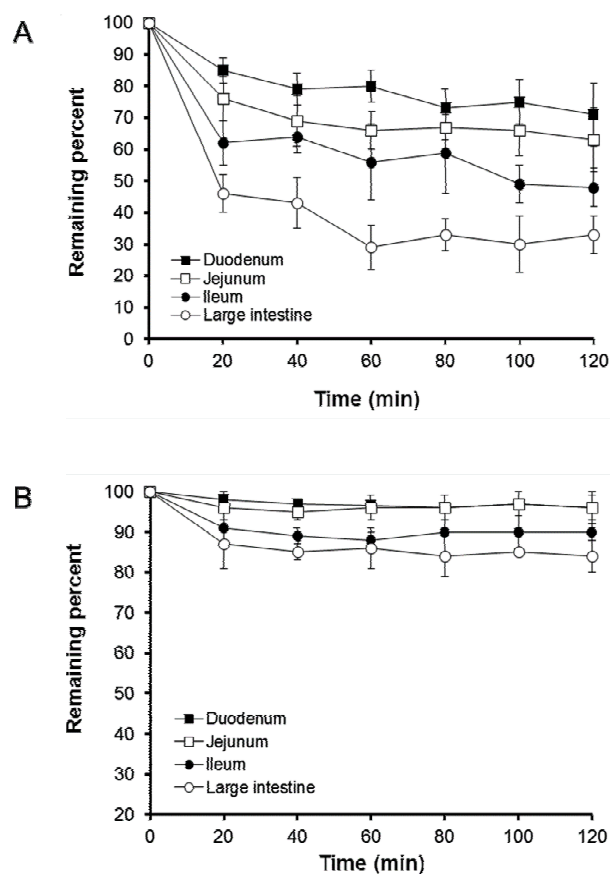 A
Remaining percent
100
90
80
70
60
50
40
30
20
10
0
Duodenum
Jejunum
Ileum
Large intestine
0 20 40 60 80 100 120
Time (min)
B
Remaining percent
100
90
80
70
60
50
40
30
20
Duodenum
Jejunum
Ileum
Large intestine
0 20 40 60 80 100 120
Time (min)